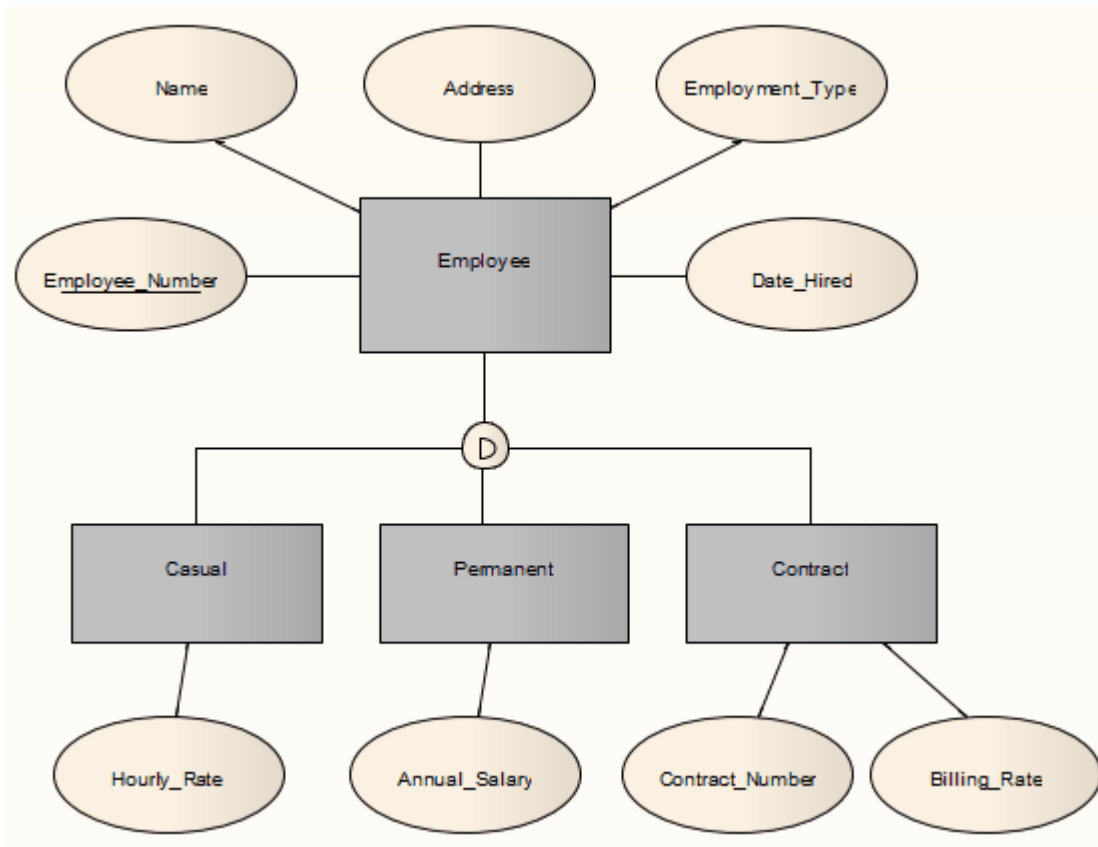 Name
Address
Employment_Type
Employee_Number
Employee
Date_Hired
D
Casual
Permanent
Contract
Hourly_Rate
Annual_Salary
Contract_Number
Billing_Rate